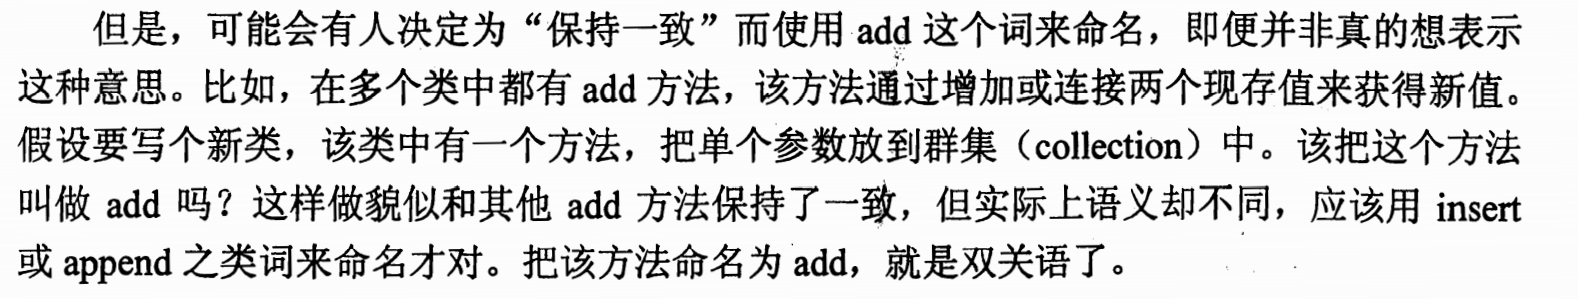 但是，可能会有人决定为“保持一致”而使用 add 这个词来命名，即便并非真的想表示
这种意思。比如，在多个类中都有 add 方法，该方法通过增加或连接两个现存值来获得新值。
假设要写个新类，该类中有一个方法，把单个参数放到群集（collection）中。该把这个方法
叫做 add 吗？这样做貌似和其他 add 方法保持了一致，但实际上语义却不同，应该用 insert
或 append 之类词来命名才对。把该方法命名为 add，就是双关语了。